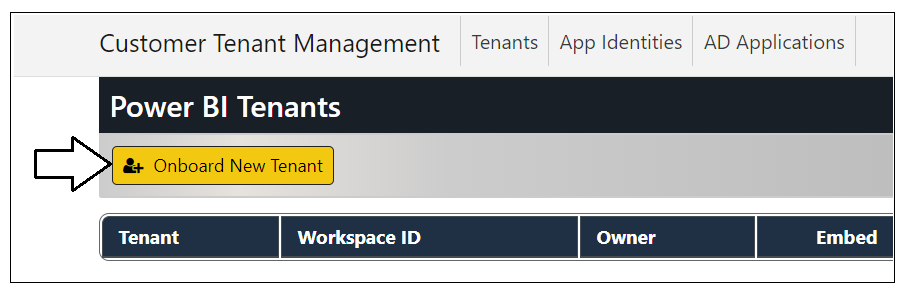 Customer Tenant Management Tenants App Identities AD Applications
Power BI Tenants
Onboard New Tenant
Tenant Workspace ID Owner Embed